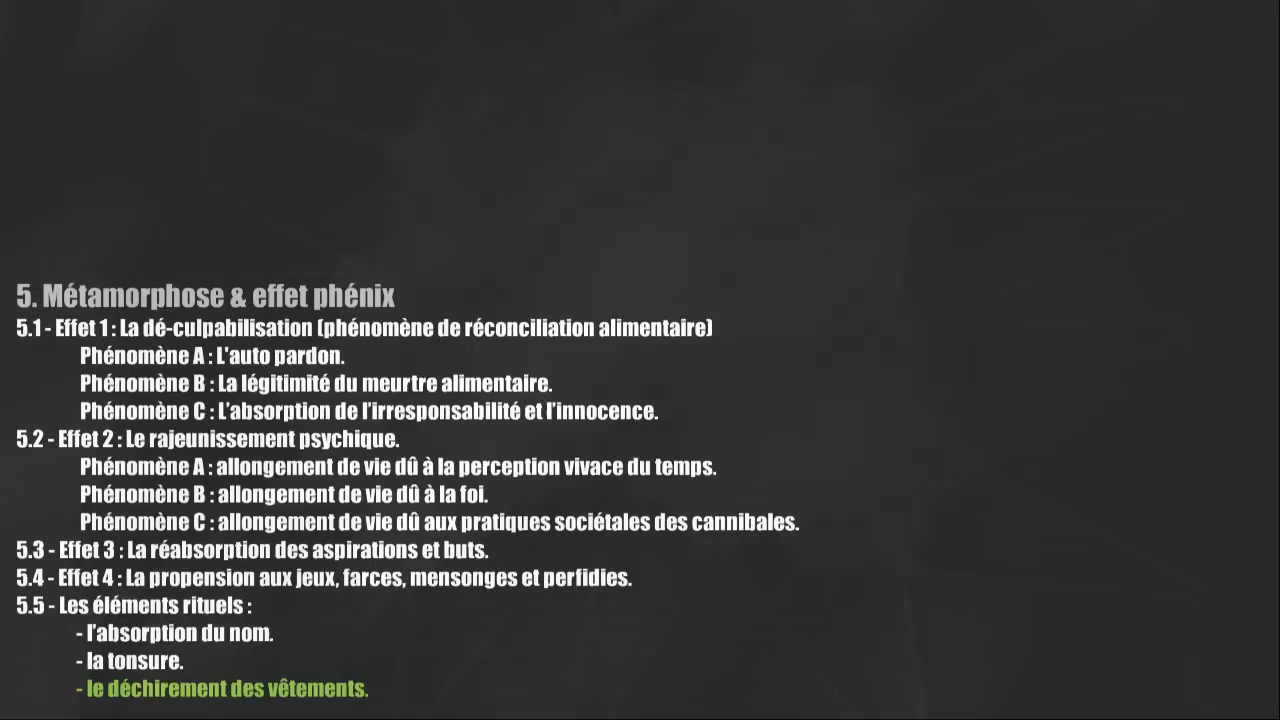 5. Métamorphose & effet phénix
5.1 - Effet 1 : La dé-culpabilisation (phénomène de réconciliation alimentaire)
Phénomène A : L'auto pardon.
Phénomène B : La légitimité du meurtre alimentaire.
Phénomène C : L'absorption de l'irresponsabilité et l'innocence.
5.2 - Effet 2 : Le rajeunissement psychique.
Phénomène A : allongement de vie dû à la perception vivace du temps.
Phénomène B : allongement de vie dû à la foi.
Phénomène C : allongement de vie dû aux pratiques sociétales des cannibales.
5.3 - Effet 3 : La réabsorption des aspirations et buts.
5.4 - Effet 4 : La propension aux jeux, farces, mensonges et perfidies.
5.5 - Les éléments rituels :
- l'absorption du nom.
- la tonsure.
- le déchirement des vêtements.